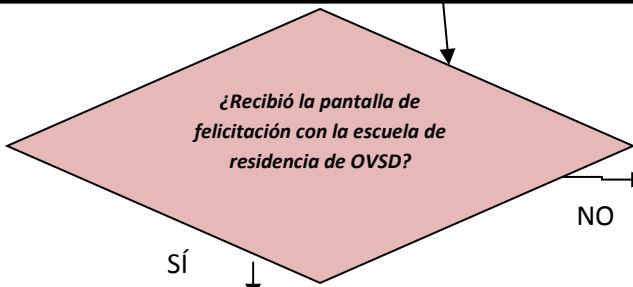 ¿Recibió la pantalla de
felicitación con la escuela de
residencia de OVSD?
NO
SÍ